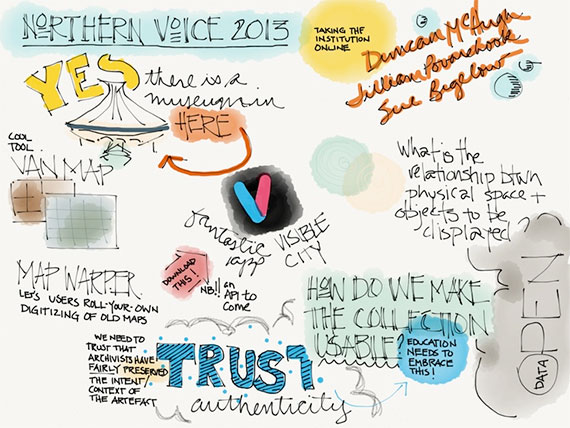 NORTHERN VOICE 2013
TAKING THE
INSTITUTION
ONLINE
Duncan McHugh
Jillian Povarchook
Sue Bigelow
YES
there is a
museum in
HERE
COOL
TOOL
VAN MAP
V
fantastic
app
VISIBLE
CITY
What is the
relationship btwn
physical space +
objects to be
displayed
MAP WARPER
LET'S USERS ROLL-YOUR-OWN
DIGITIZING OF OLD MAPS
DOWNLOAD
THIS!
NB!! an
API to
come
HOW DO WE MAKE
THE COLLECTION
USABLE?
EDUCATION
NEEDS TO
EMBRACE
THIS!
OPEN
DATA
WE NEED TO
TRUST THAT
ARCHIVISTS HAVE
FAIRLY PRESERVED
THE INTENT/
CONTEXT OF
THE ARTEFACT
TRUST
authenticity